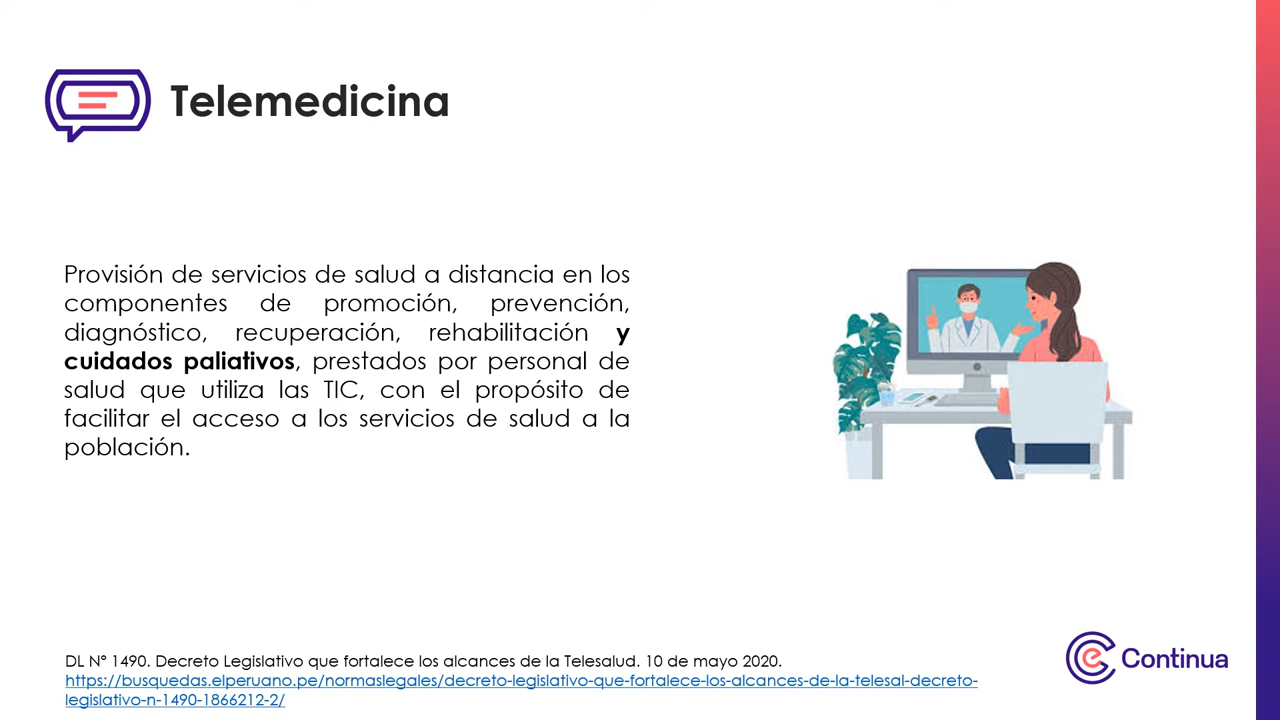 Telemedicina
Provisión de servicios de salud a distancia en los
componentes de promoción, prevención,
diagnóstico, recuperación, rehabilitación y
cuidados paliativos, prestados por personal de
salud que utiliza las TIC, con el propósito de
facilitar el acceso a los servicios de salud a la
población.
DL N° 1490. Decreto Legislativo que fortalece los alcances de la Telesalud. 10 de mayo 2020.
https://busquedas.elperuano.pe/normaslegales/decreto-legislativo-que-fortalece-los-alcances-de-la-telesal-decreto-
legislativo-n-1490-1866212-2/
Continua